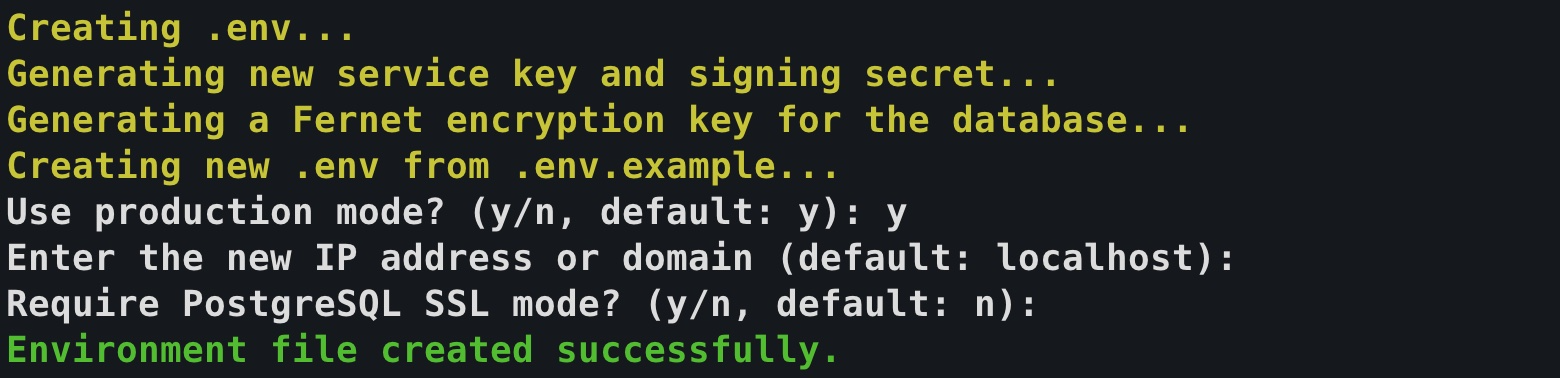 Creating .env...
Generating new service key and signing secret...
Generating a Fernet encryption key for the database...
Creating new .env from .env.example...
Use production mode? (y/n, default: y): y
Enter the new IP address or domain (default: localhost):
Require PostgreSQL SSL mode? (y/n, default: n):
Environment file created successfully.